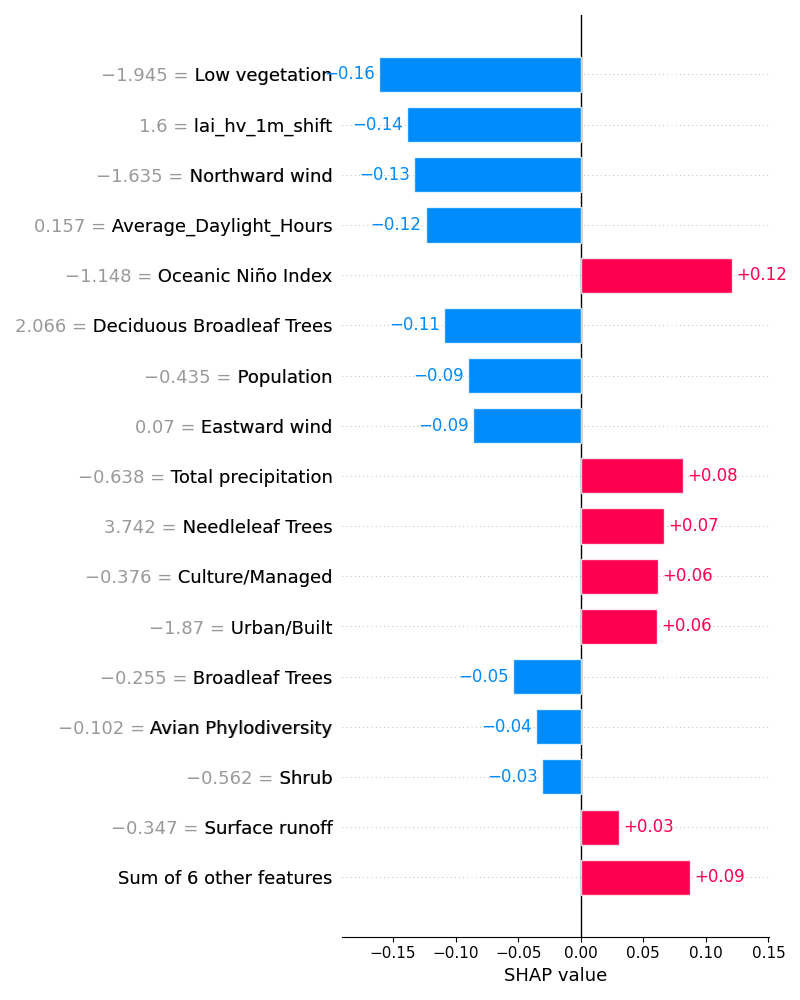 −1.945 = Low vegetation −0.16
1.6 = lai_hv_1m_shift −0.14
−1.635 = Northward wind −0.13
0.157 = Average_Daylight_Hours −0.12
−1.148 = Oceanic Niño Index +0.12
2.066 = Deciduous Broadleaf Trees −0.11
−0.435 = Population −0.09
0.07 = Eastward wind −0.09
−0.638 = Total precipitation +0.08
3.742 = Needleleaf Trees +0.07
−0.376 = Culture/Managed +0.06
−1.87 = Urban/Built +0.06
−0.255 = Broadleaf Trees −0.05
−0.102 = Avian Phylodiversity −0.04
−0.562 = Shrub −0.03
−0.347 = Surface runoff +0.03
Sum of 6 other features +0.09
−0.15 −0.10 −0.05 0.00 0.05 0.10 0.15
SHAP value